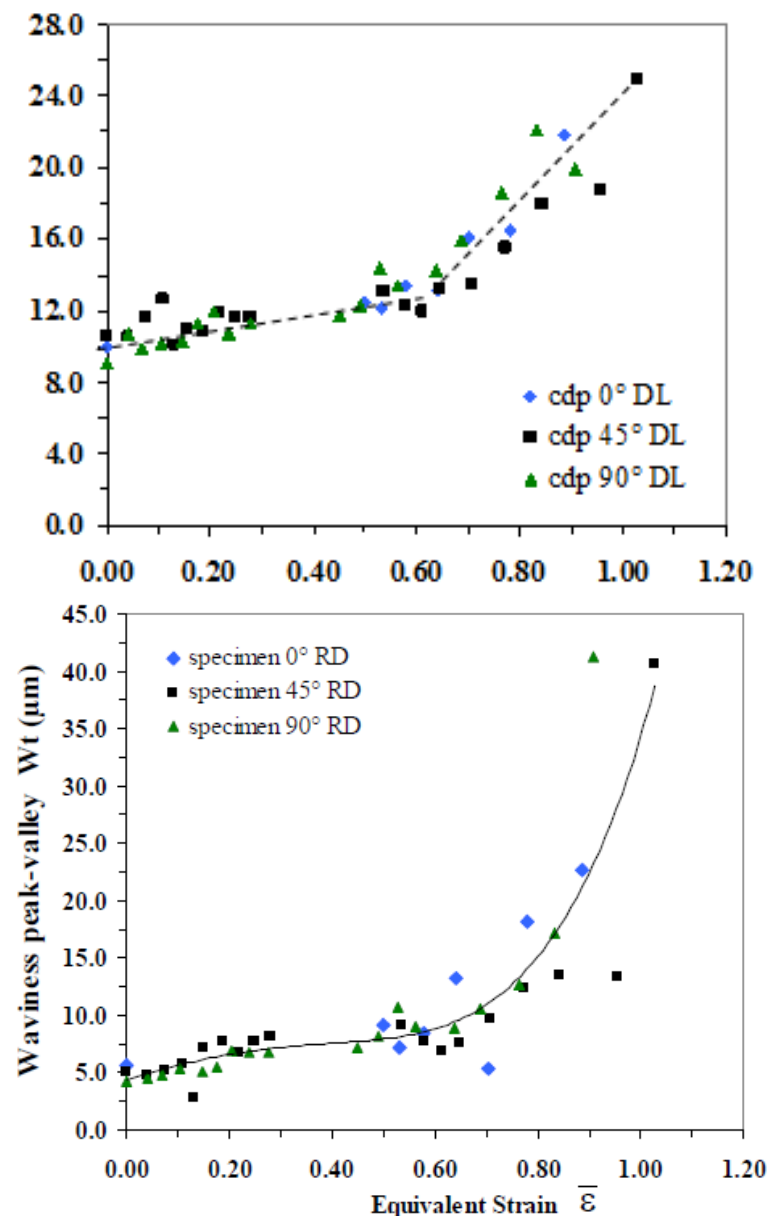 28.0
24.0
20.0
16.0
12.0
8.0
4.0
0.0
cdp 0° DL
cdp 45° DL
cdp 90° DL
0.00 0.20 0.40 0.60 0.80 1.00 1.20
45.0
40.0
35.0
30.0
25.0
20.0
15.0
10.0
5.0
0.0
Waviness peak-valley Wt (µm)
specimen 0° RD
specimen 45° RD
specimen 90° RD
0.00 0.20 0.40 0.60 0.80 1.00 1.20
Equivalent Strain ε̅